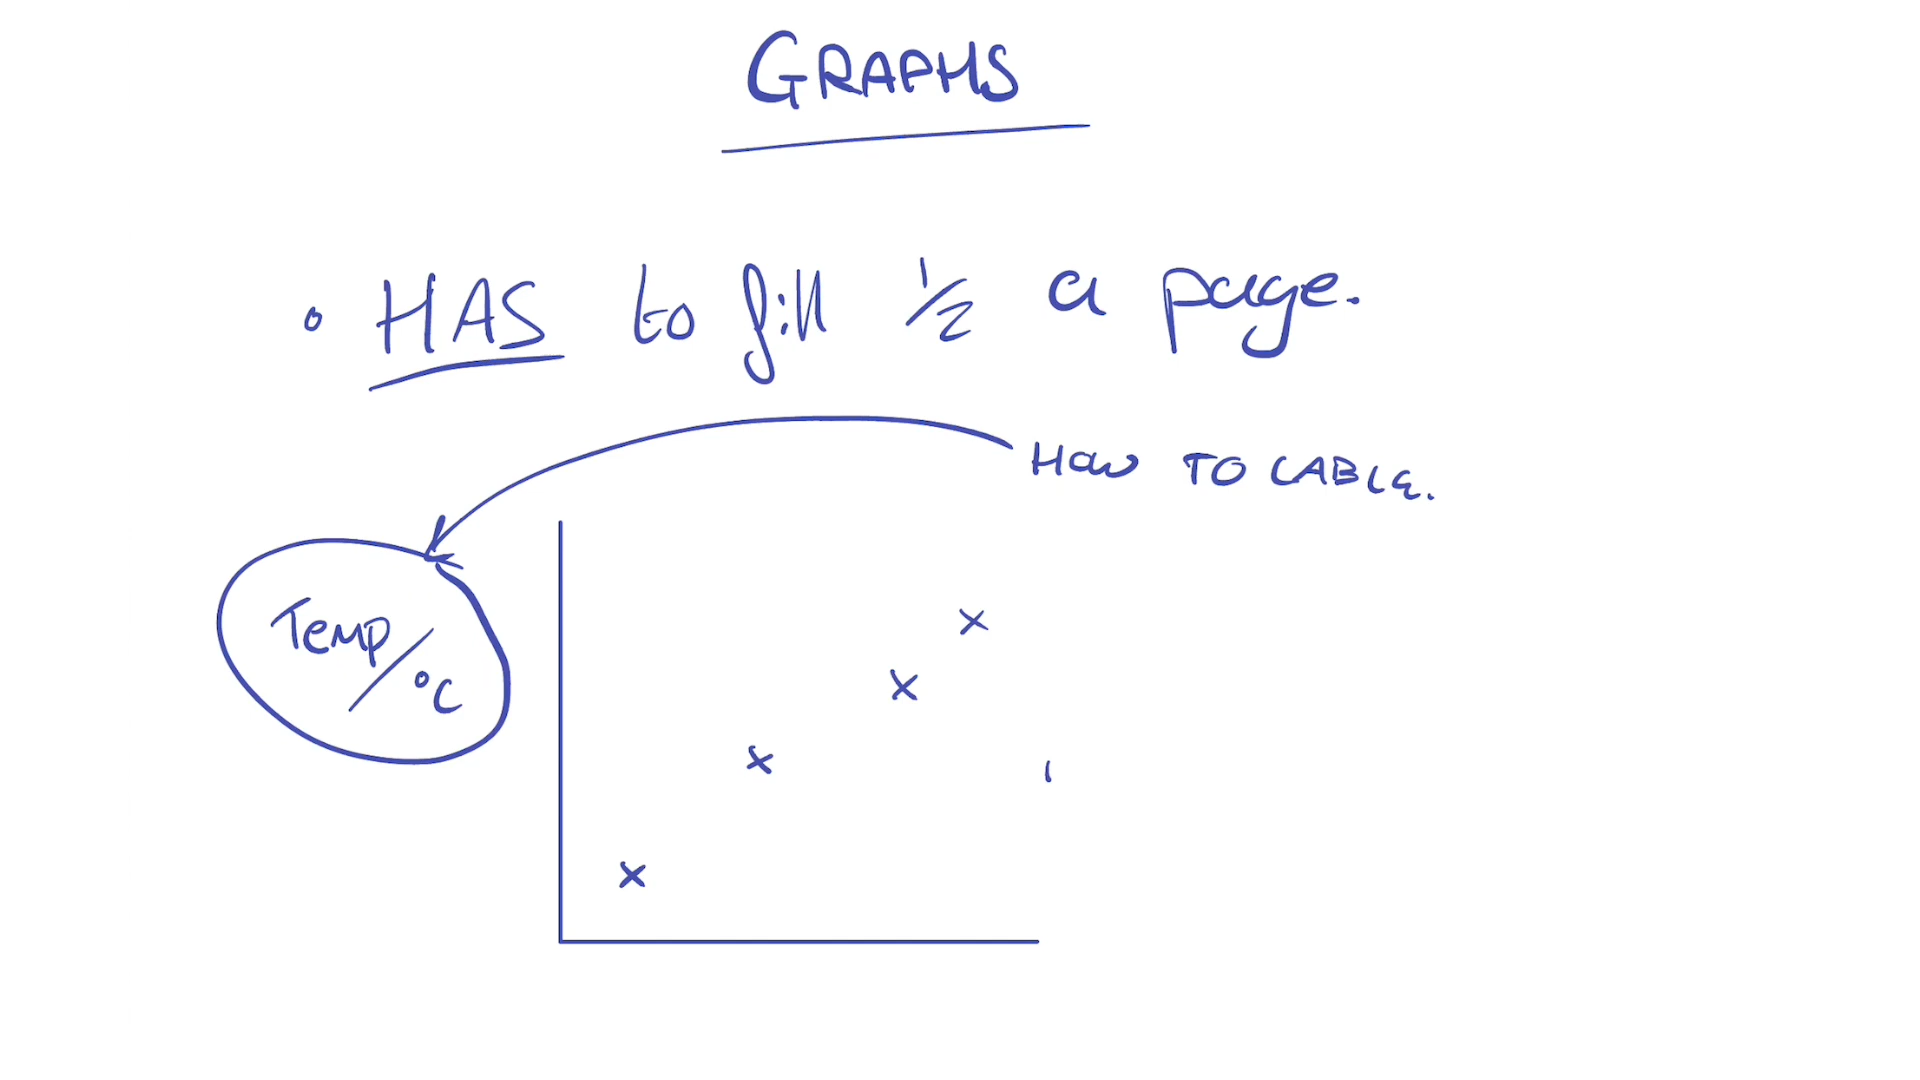 GRAPHS
• HAS to fill 1/2 a page.
HOW TO LABLE.
TEMP/°C